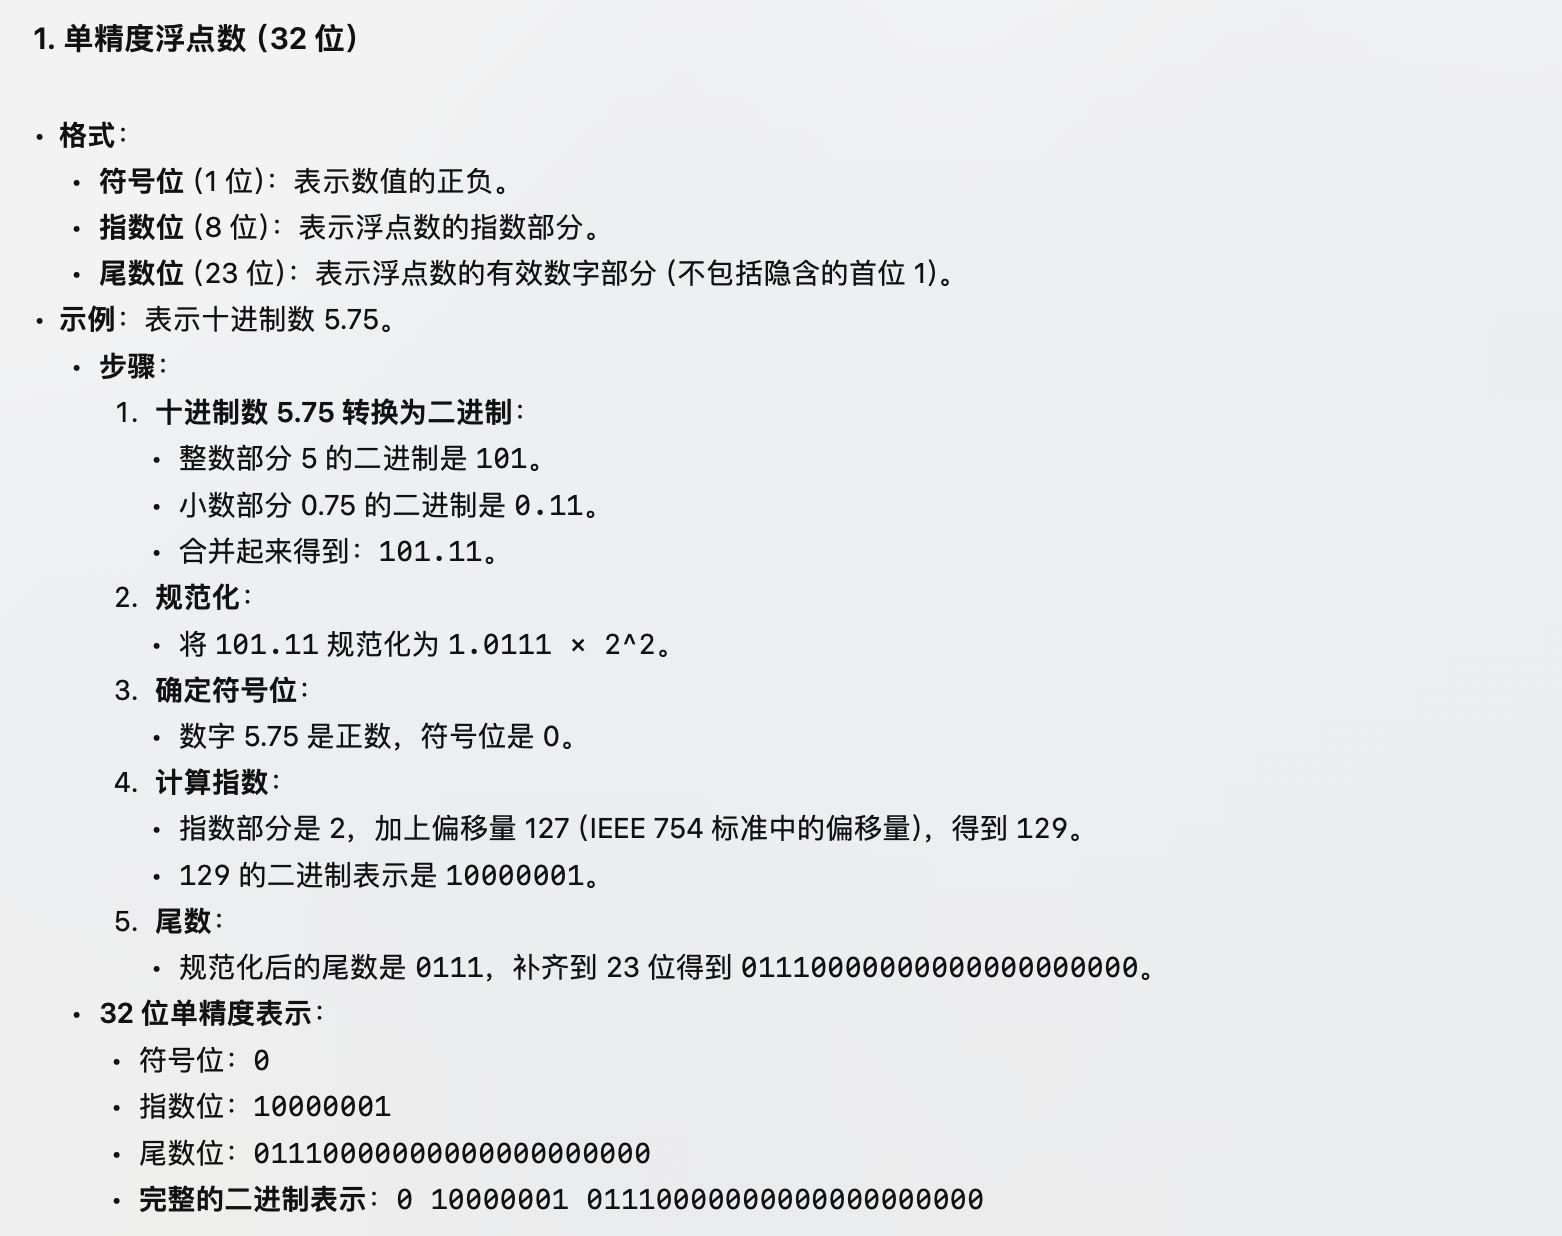 1. 单精度浮点数（32 位）
• 格式：
• 符号位（1 位）：表示数值的正负。
• 指数位（8 位）：表示浮点数的指数部分。
• 尾数位（23 位）：表示浮点数的有效数字部分（不包括隐含的首位 1）。
• 示例：表示十进制数 5.75。
• 步骤：
1. 十进制数 5.75 转换为二进制：
• 整数部分 5 的二进制是 101。
• 小数部分 0.75 的二进制是 0.11。
• 合并起来得到：101.11。
2. 规范化：
• 将 101.11 规范化为 1.0111 × 2^2。
3. 确定符号位：
• 数字 5.75 是正数，符号位是 0。
4. 计算指数：
• 指数部分是 2，加上偏移量 127（IEEE 754 标准中的偏移量），得到 129。
• 129 的二进制表示是 10000001。
5. 尾数：
• 规范化后的尾数是 0111，补齐到 23 位得到 01110000000000000000000。
• 32 位单精度表示：
• 符号位：0
• 指数位：10000001
• 尾数位：01110000000000000000000
• 完整的二进制表示：0 10000001 01110000000000000000000